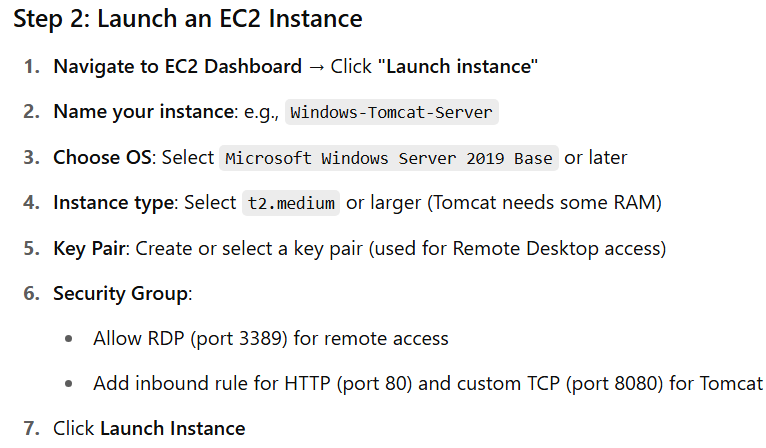 Step 2: Launch an EC2 Instance
1. Navigate to EC2 Dashboard → Click "Launch instance"
2. Name your instance: e.g., Windows-Tomcat-Server
3. Choose OS: Select Microsoft Windows Server 2019 Base or later
4. Instance type: Select t2.medium or larger (Tomcat needs some RAM)
5. Key Pair: Create or select a key pair (used for Remote Desktop access)
6. Security Group:
• Allow RDP (port 3389) for remote access
• Add inbound rule for HTTP (port 80) and custom TCP (port 8080) for Tomcat
7. Click Launch Instance